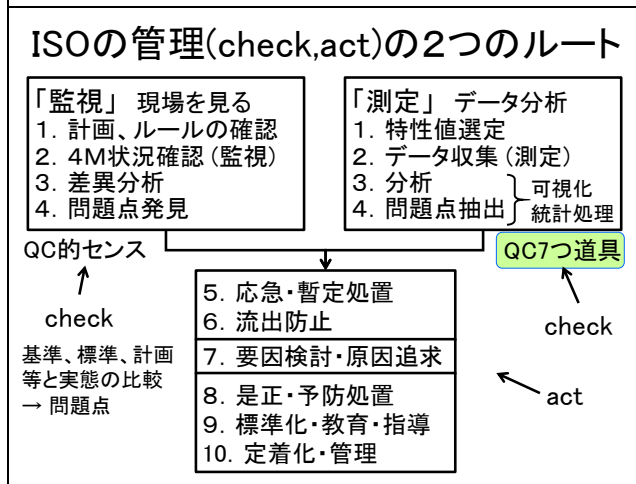 ISOの管理(check,act)の2つのルート
「監視」 現場を見る
1. 計画、ルールの確認
2. 4M状況確認(監視)
3. 差異分析
4. 問題点発見
「測定」 データ分析
1. 特性値選定
2. データ収集(測定)
3. 分析
4. 問題点抽出
可視化
統計処理
QC的センス
QC7つ道具
check
基準、標準、計画
等と実態の比較
→ 問題点
5. 応急・暫定処置
6. 流出防止
7. 要因検討・原因追求
8. 是正・予防処置
9. 標準化・教育・指導
10. 定着化・管理
check
act